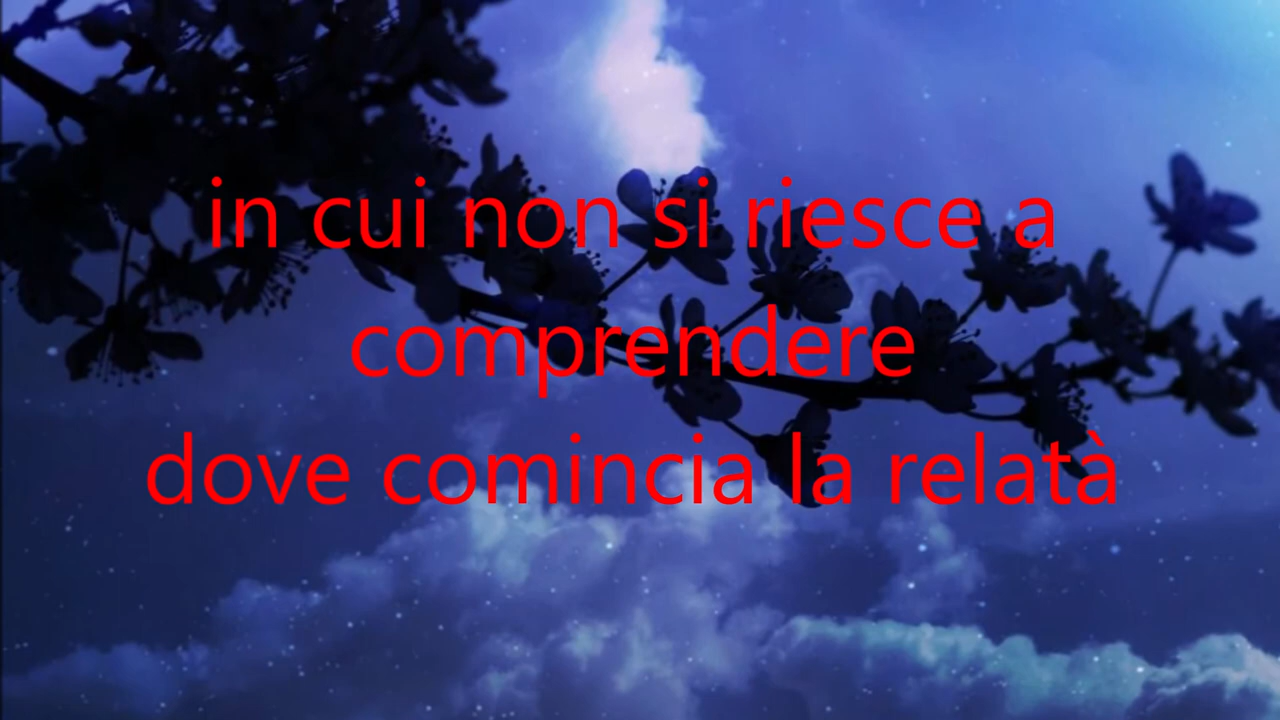 in cui non si riesce a
comprendere
dove comincia la relatà